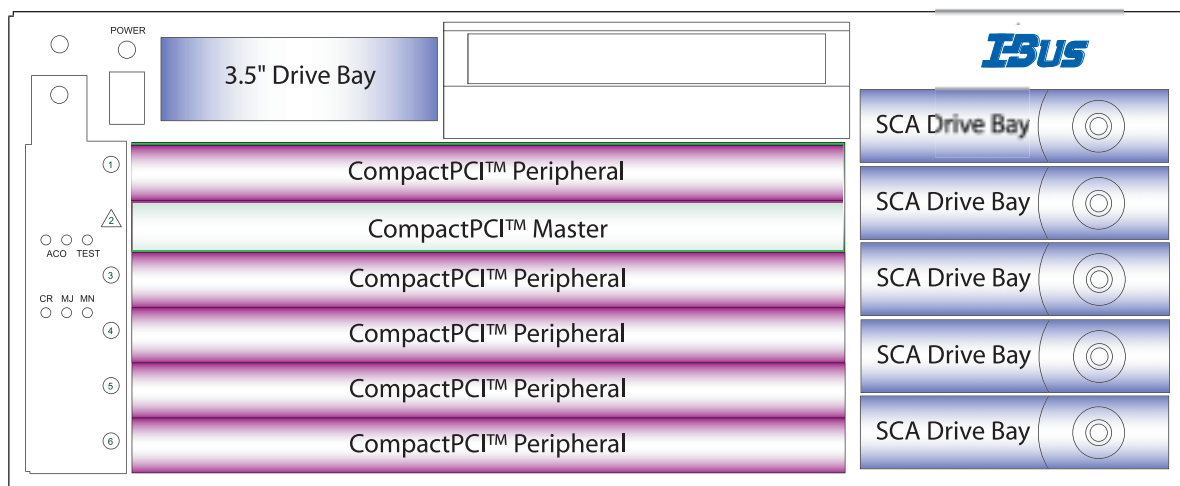 POWER
3.5" Drive Bay
I-BUS
SCA Drive Bay
1
CompactPCI™ Peripheral
2
CompactPCI™ Master
SCA Drive Bay
ACO TEST
3
CompactPCI™ Peripheral
SCA Drive Bay
CR MJ MN
4
CompactPCI™ Peripheral
SCA Drive Bay
5
CompactPCI™ Peripheral
6
CompactPCI™ Peripheral
SCA Drive Bay